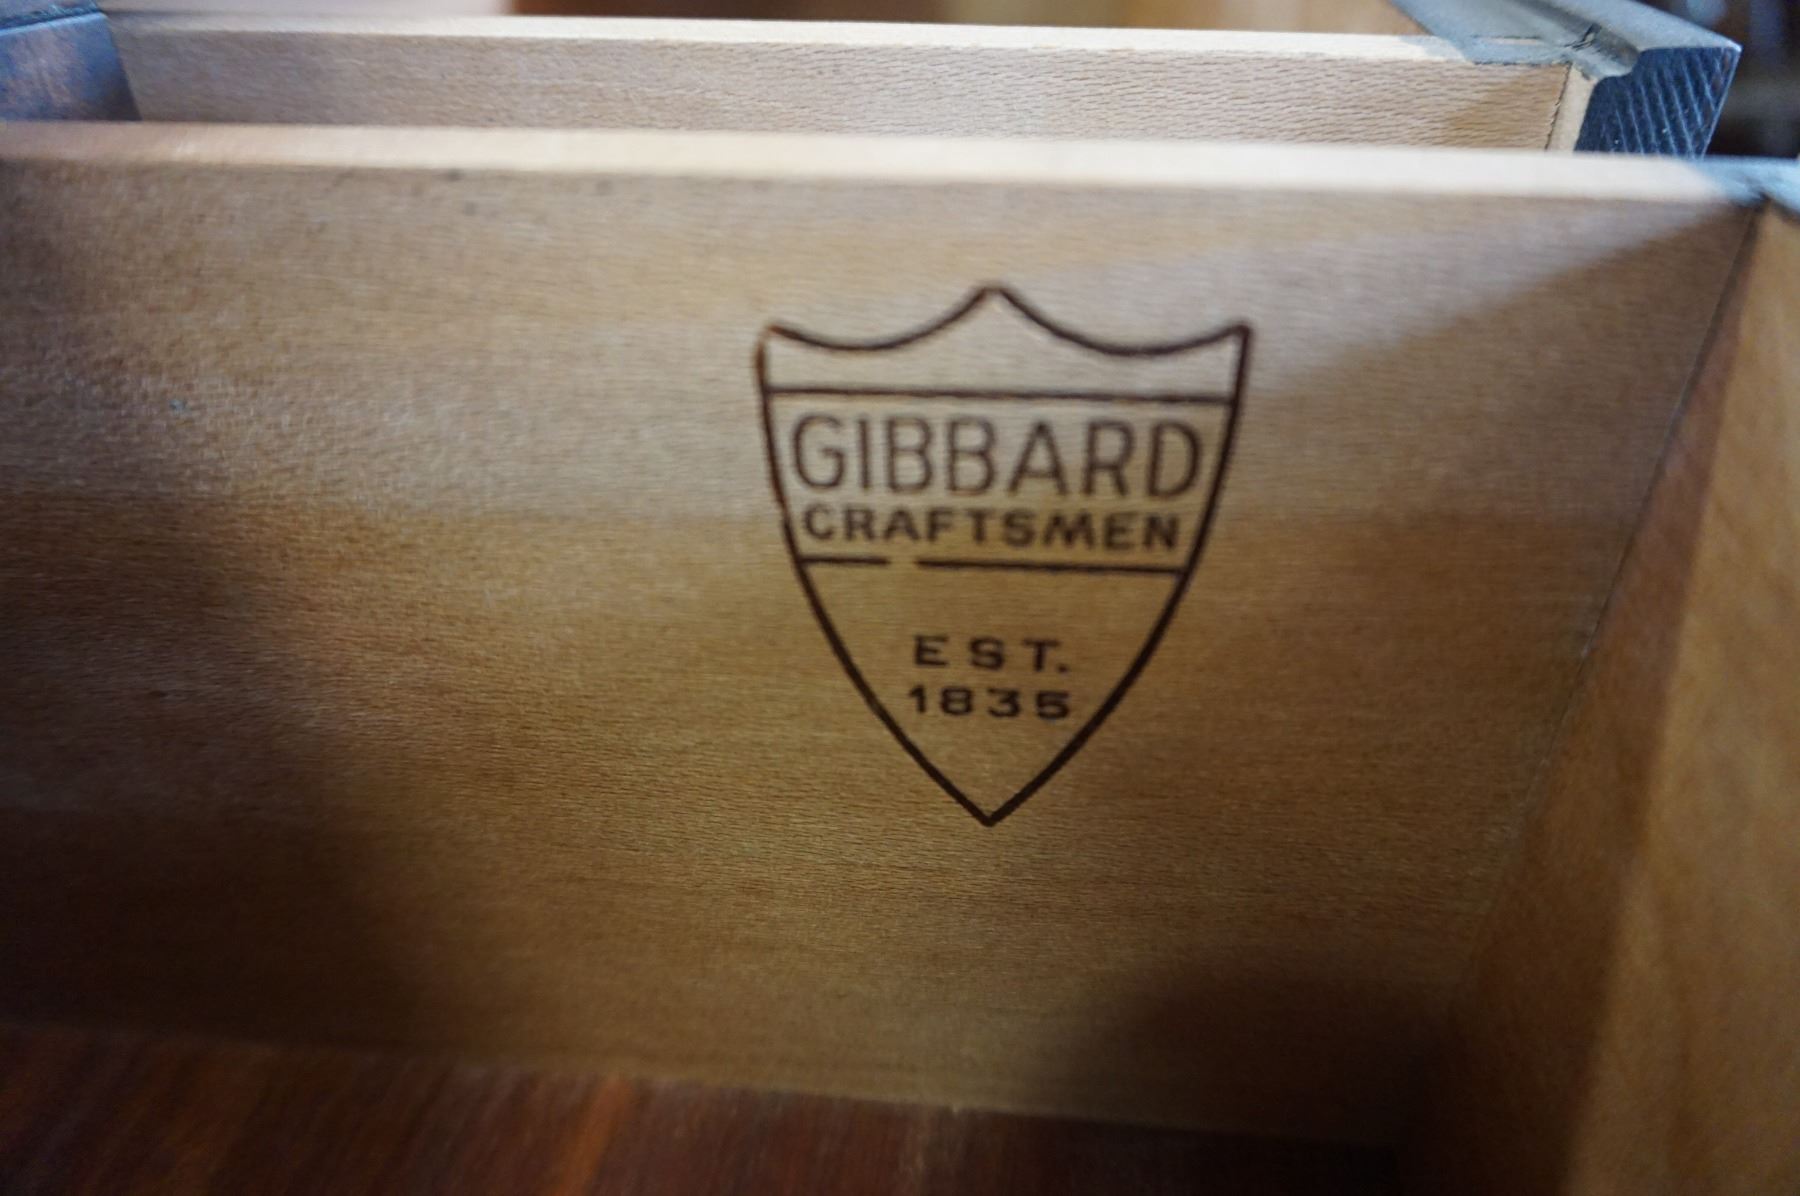 GIBBARD
CRAFTSMEN
EST.
1835